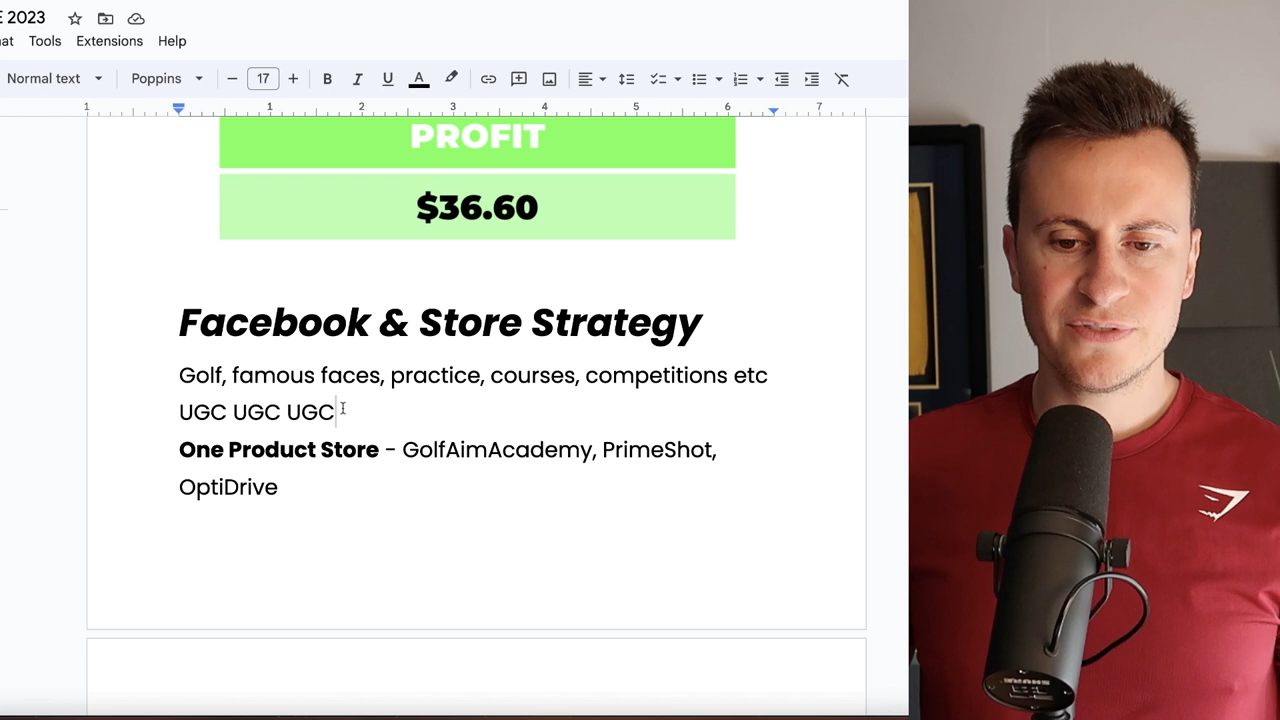 E 2023
at Tools Extensions Help
Normal text Poppins − 17 + B I U A
1 1 2 3 4 5 6 7
PROFIT
$36.60
Facebook & Store Strategy
Golf, famous faces, practice, courses, competitions etc
UGC UGC UGC
One Product Store - GolfAimAcademy, PrimeShot,
OptiDrive
SHURE